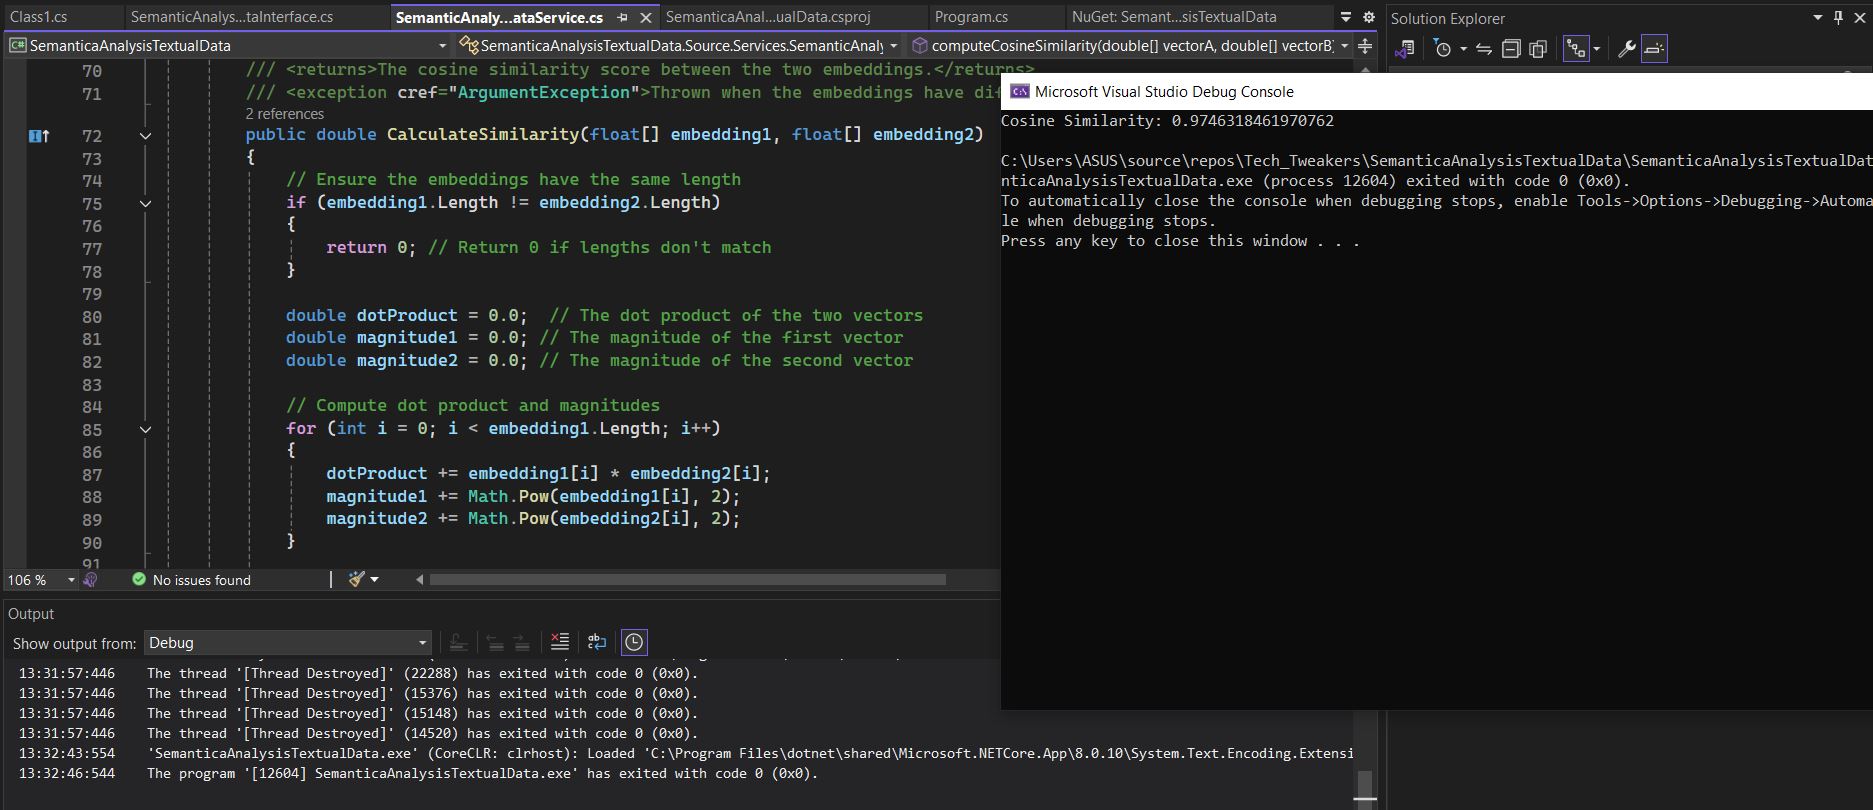 Class1.cs
SemanticAnalys...taInterface.cs
SemanticAnaly...ataService.cs
SemanticaAnal...ualData.csproj
Program.cs
NuGet: Semant...sisTextualData
Solution Explorer
SemanticaAnalysisTextualData
SemanticaAnalysisTextualData.Source.Services.SemanticAnaly
computeCosineSimilarity(double[] vectorA, double[] vectorB)
70 /// <returns>The cosine similarity score between the two embeddings.</returns>
71 /// <exception cref="ArgumentException">Thrown when the embeddings have dif
2 references
72 public double CalculateSimilarity(float[] embedding1, float[] embedding2)
73 {
74 // Ensure the embeddings have the same length
75 if (embedding1.Length != embedding2.Length)
76 {
77 return 0; // Return 0 if lengths don't match
78 }
79
80 double dotProduct = 0.0; // The dot product of the two vectors
81 double magnitude1 = 0.0; // The magnitude of the first vector
82 double magnitude2 = 0.0; // The magnitude of the second vector
83
84 // Compute dot product and magnitudes
85 for (int i = 0; i < embedding1.Length; i++)
86 {
87 dotProduct += embedding1[i] * embedding2[i];
88 magnitude1 += Math.Pow(embedding1[i], 2);
89 magnitude2 += Math.Pow(embedding2[i], 2);
90 }
91
106 %
No issues found
Microsoft Visual Studio Debug Console
Cosine Similarity: 0.9746318461970762
C:\Users\ASUS\source\repos\Tech_Tweakers\SemanticaAnalysisTextualData\SemanticaAnalysisTextualDat
nticaAnalysisTextualData.exe (process 12604) exited with code 0 (0x0).
To automatically close the console when debugging stops, enable Tools->Options->Debugging->Automa
le when debugging stops.
Press any key to close this window . . .
Output
Show output from: Debug
13:31:57:446 The thread '[Thread Destroyed]' (22288) has exited with code 0 (0x0).
13:31:57:446 The thread '[Thread Destroyed]' (15376) has exited with code 0 (0x0).
13:31:57:446 The thread '[Thread Destroyed]' (15148) has exited with code 0 (0x0).
13:31:57:446 The thread '[Thread Destroyed]' (14520) has exited with code 0 (0x0).
13:32:43:554 'SemanticaAnalysisTextualData.exe' (CoreCLR: clrhost): Loaded 'C:\Program Files\dotnet\shared\Microsoft.NETCore.App\8.0.10\System.Text.Encoding.Extensi
13:32:46:544 The program '[12604] SemanticaAnalysisTextualData.exe' has exited with code 0 (0x0).